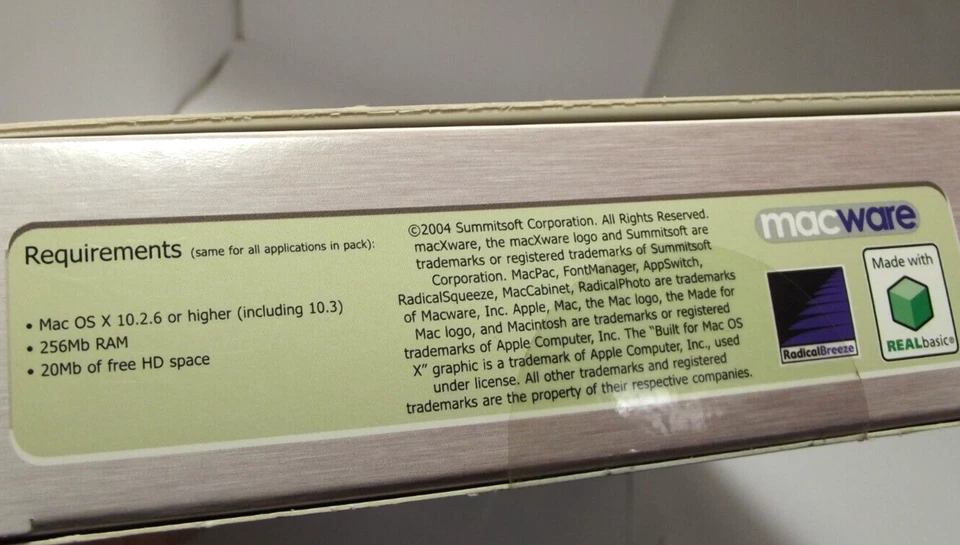 Requirements (same for all applications in pack):
• Mac OS X 10.2.6 or higher (including 10.3)
• 256Mb RAM
• 20Mb of free HD space
©2004 Summitsoft Corporation. All Rights Reserved.
macXware, the macXware logo and Summitsoft are
trademarks or registered trademarks of Summitsoft
Corporation. MacPac, FontManager, AppSwitch,
RadicalSqueeze, MacCabinet, RadicalPhoto are trademarks
of Macware, Inc. Apple, Mac, the Mac logo, the Made for
Mac logo, and Macintosh are trademarks or registered
trademarks of Apple Computer, Inc. The "Built for Mac OS
X" graphic is a trademark of Apple Computer, Inc., used
under license. All other trademarks and registered
trademarks are the property of their respective companies.
macware
RadicalBreeze
Made with
REALbasic®